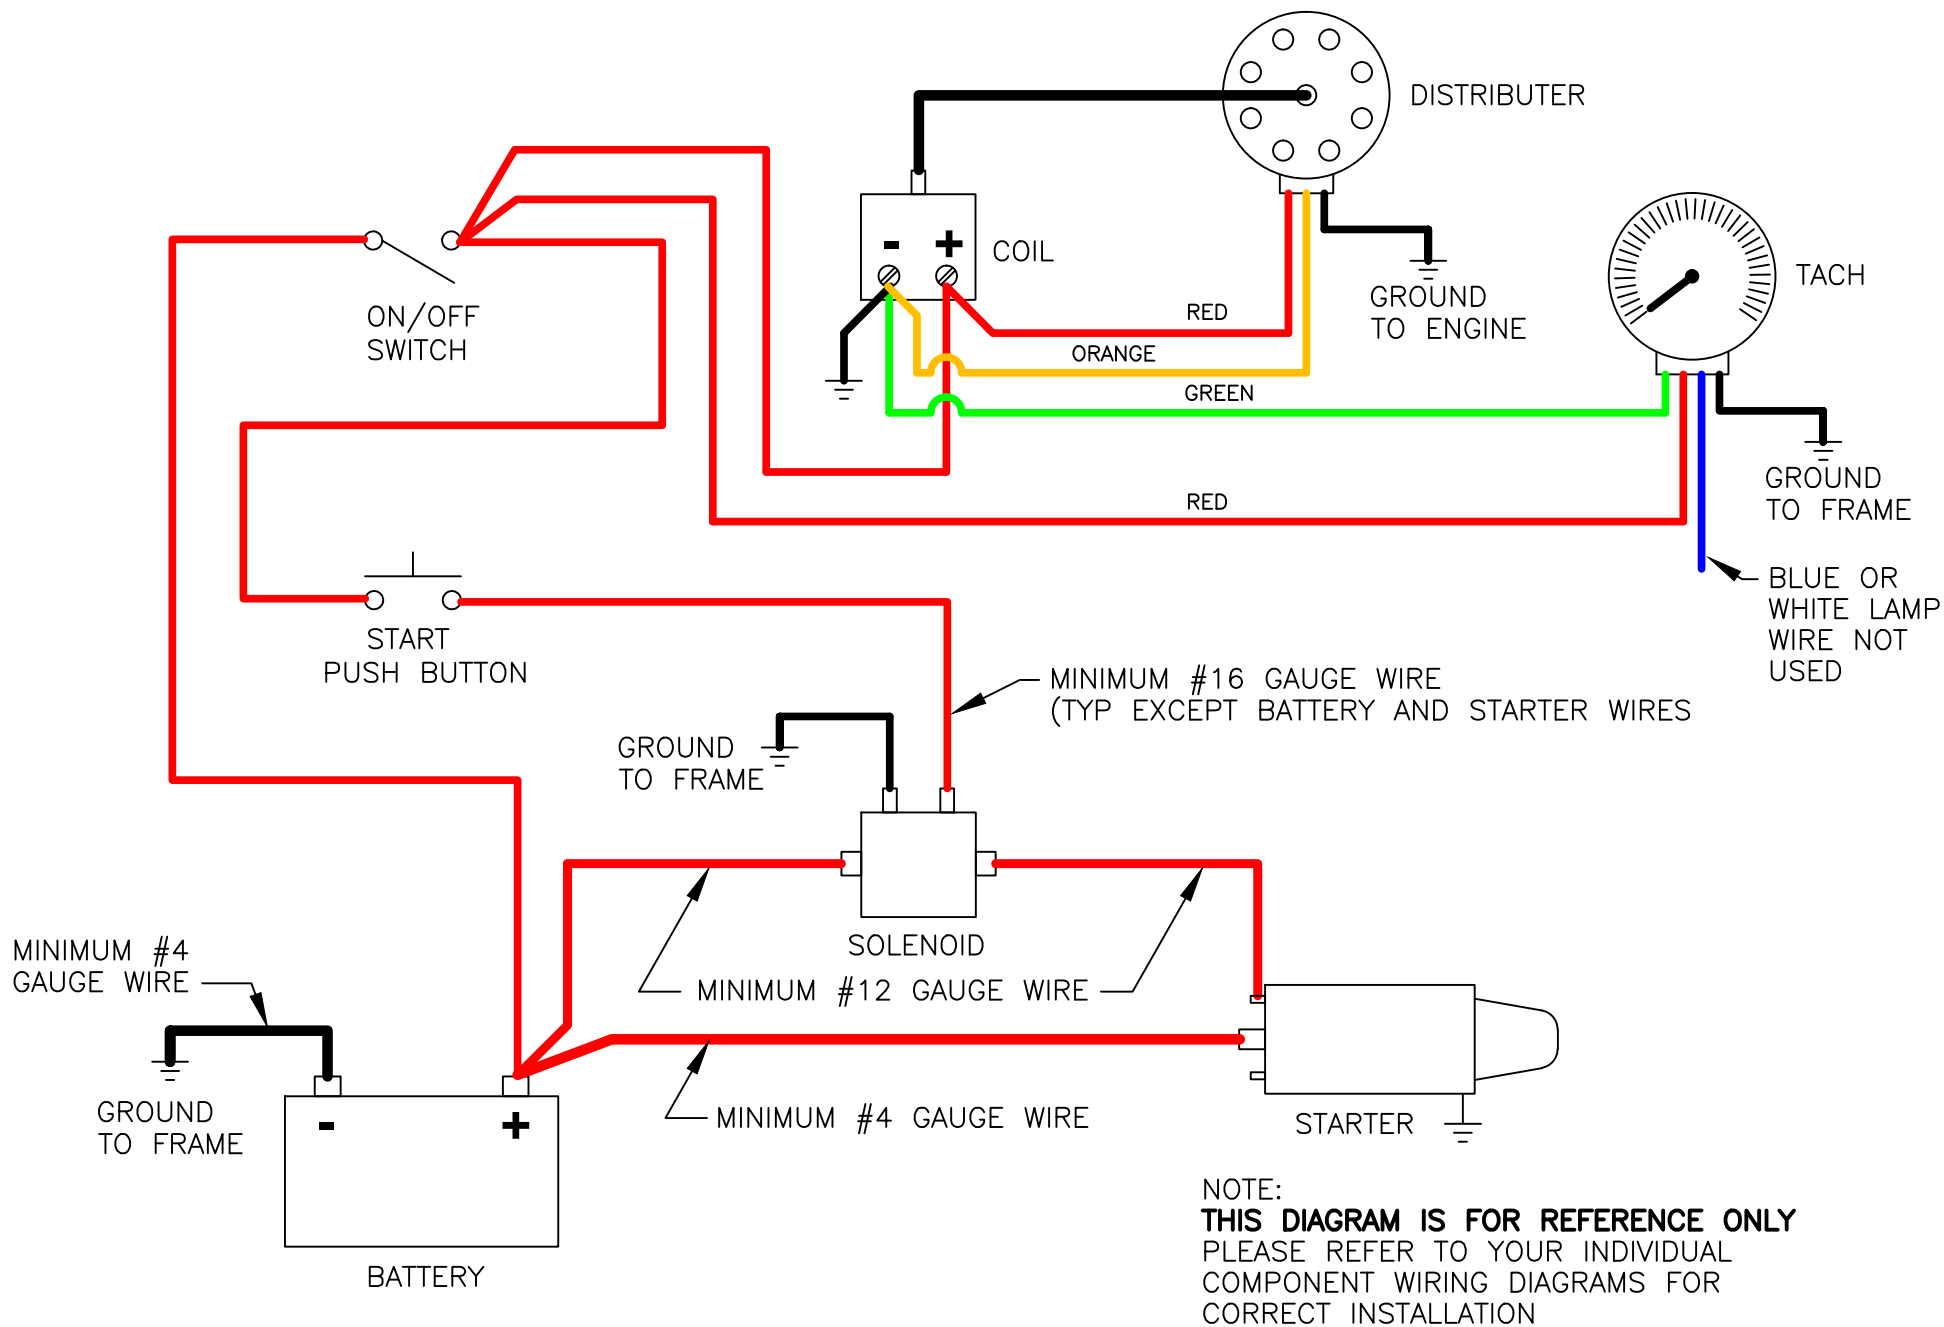 DISTRIBUTER
-
+
COIL
TACH
GROUND
TO ENGINE
RED
ORANGE
GREEN
ON/OFF
SWITCH
GROUND
TO FRAME
RED
BLUE OR
WHITE LAMP
WIRE NOT
USED
START
PUSH BUTTON
MINIMUM #16 GAUGE WIRE
(TYP EXCEPT BATTERY AND STARTER WIRES
GROUND
TO FRAME
SOLENOID
MINIMUM #4
GAUGE WIRE
MINIMUM #12 GAUGE WIRE
GROUND
TO FRAME
-
+
MINIMUM #4 GAUGE WIRE
STARTER
BATTERY
NOTE:
THIS DIAGRAM IS FOR REFERENCE ONLY
PLEASE REFER TO YOUR INDIVIDUAL
COMPONENT WIRING DIAGRAMS FOR
CORRECT INSTALLATION